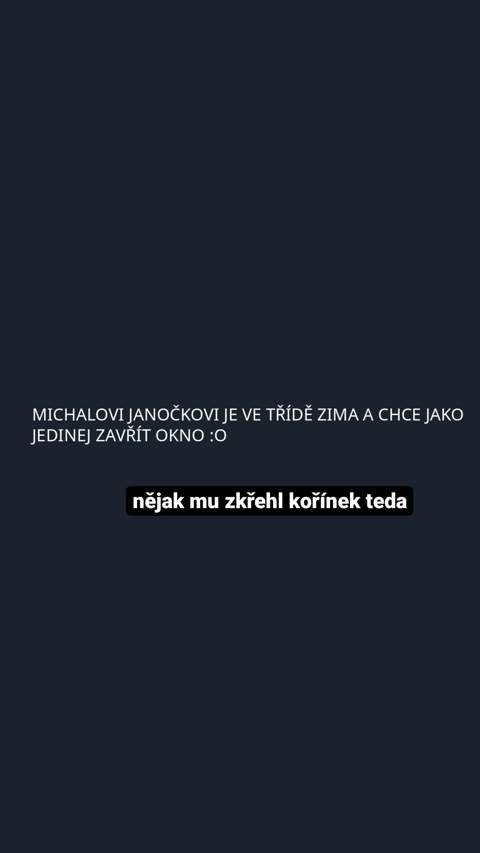 MICHALOVI JANOČKOVI JE VE TŘÍDĚ ZIMA A CHCE JAKO
JEDINEJ ZAVŘÍT OKNO :O
nějak mu zkřehl kořínek teda